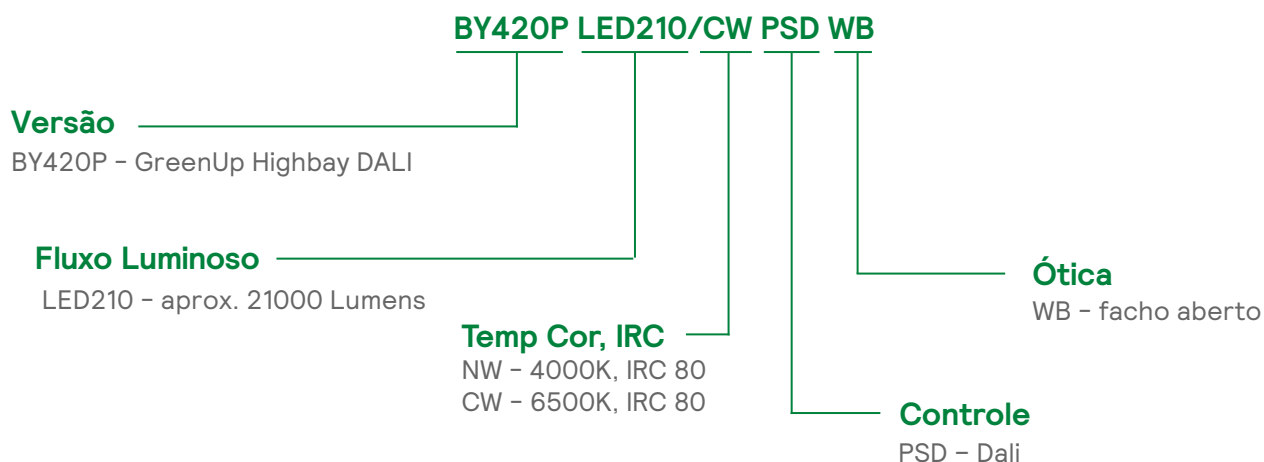 BY420P LED210/CW PSD WB
Versão
BY420P - GreenUp Highbay DALI
Fluxo Luminoso
LED210 - aprox. 21000 Lumens
Temp Cor, IRC
NW - 4000K, IRC 80
CW - 6500K, IRC 80
Ótica
WB - facho aberto
Controle
PSD – Dali